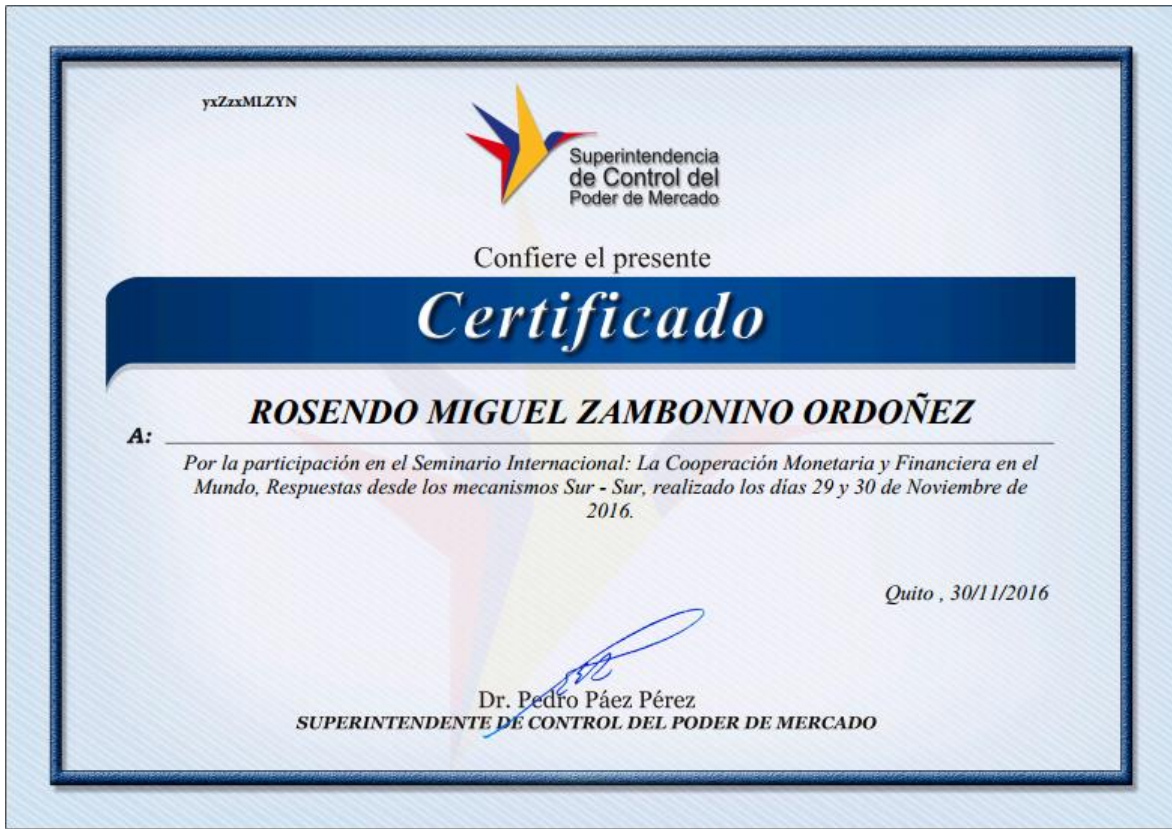 yxZzxMLZYN
Superintendencia
de Control del
Poder de Mercado
Confiere el presente
Certificado
ROSENDO MIGUEL ZAMBONINO ORDOÑEZ
A:
Por la participación en el Seminario Internacional: La Cooperación Monetaria y Financiera en el
Mundo, Respuestas desde los mecanismos Sur - Sur, realizado los días 29 y 30 de Noviembre de
2016.
Quito , 30/11/2016
Dr. Pedro Páez Pérez
SUPERINTENDENTE DE CONTROL DEL PODER DE MERCADO